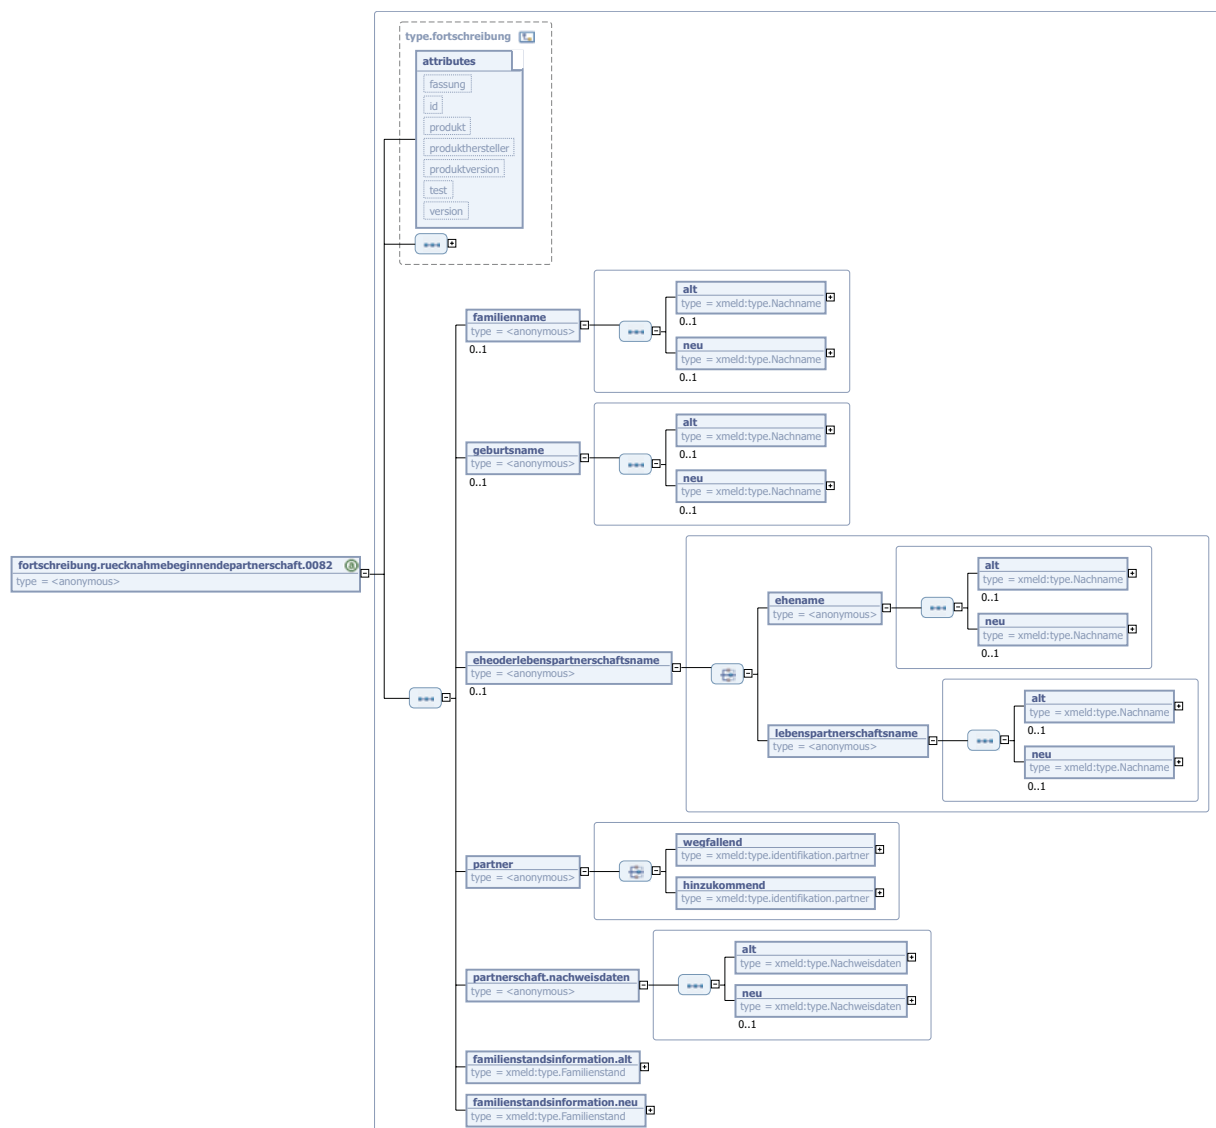 type.fortschreibung
attributes
fassung
id
produkt
produkthersteller
produktversion
test
version
alt
type = xmeld:type.Nachname
0..1
familienname
type = <anonymous>
0..1
neu
type = xmeld:type.Nachname
0..1
alt
type = xmeld:type.Nachname
0..1
geburtsname
type = <anonymous>
0..1
neu
type = xmeld:type.Nachname
0..1
fortschreibung.ruecknahmebeginnendepartnerschaft.0082
type = <anonymous>
alt
type = xmeld:type.Nachname
0..1
ehename
type = <anonymous>
neu
type = xmeld:type.Nachname
0..1
eheoderlebenspartnerschaftsname
type = <anonymous>
0..1
alt
type = xmeld:type.Nachname
0..1
lebenspartnerschaftsname
type = <anonymous>
neu
type = xmeld:type.Nachname
0..1
wegfallend
type = xmeld:type.identifikation.partner
partner
type = <anonymous>
hinzukommend
type = xmeld:type.identifikation.partner
alt
type = xmeld:type.Nachweisdaten
partnerschaft.nachweisdaten
type = <anonymous>
neu
type = xmeld:type.Nachweisdaten
0..1
familienstandsinformation.alt
type = xmeld:type.Familienstand
familienstandsinformation.neu
type = xmeld:type.Familienstand